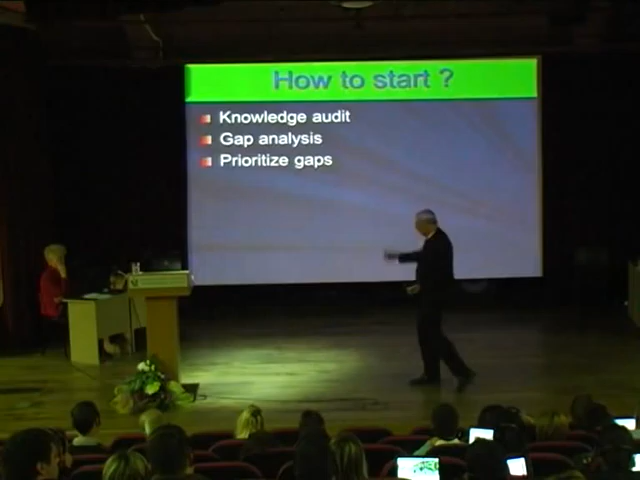 How to start ?
Knowledge audit
Gap analysis
Prioritize gaps